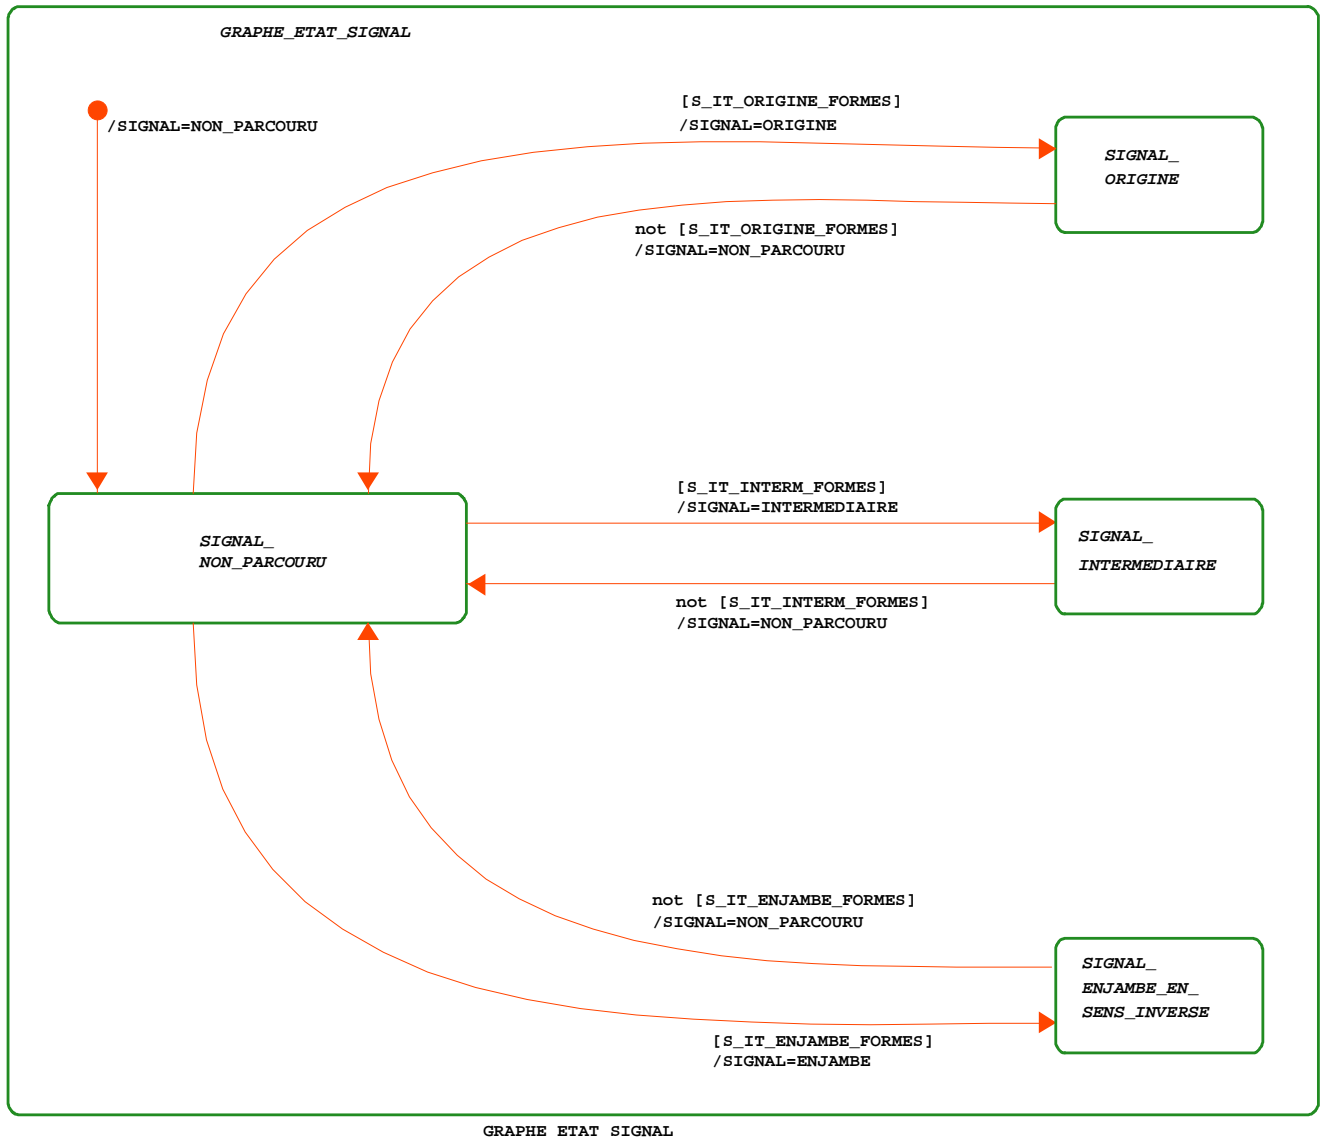 GRAPHE_ETAT_SIGNAL
/SIGNAL=NON_PARCOURU
[S_IT_ORIGINE_FORMES]
/SIGNAL=ORIGINE
SIGNAL_
ORIGINE
not [S_IT_ORIGINE_FORMES]
/SIGNAL=NON_PARCOURU
SIGNAL_
NON_PARCOURU
[S_IT_INTERM_FORMES]
/SIGNAL=INTERMEDIAIRE
SIGNAL_
INTERMEDIAIRE
not [S_IT_INTERM_FORMES]
/SIGNAL=NON_PARCOURU
not [S_IT_ENJAMBE_FORMES]
/SIGNAL=NON_PARCOURU
SIGNAL_
ENJAMBE_EN_
SENS_INVERSE
[S_IT_ENJAMBE_FORMES]
/SIGNAL=ENJAMBE
GRAPHE ETAT SIGNAL